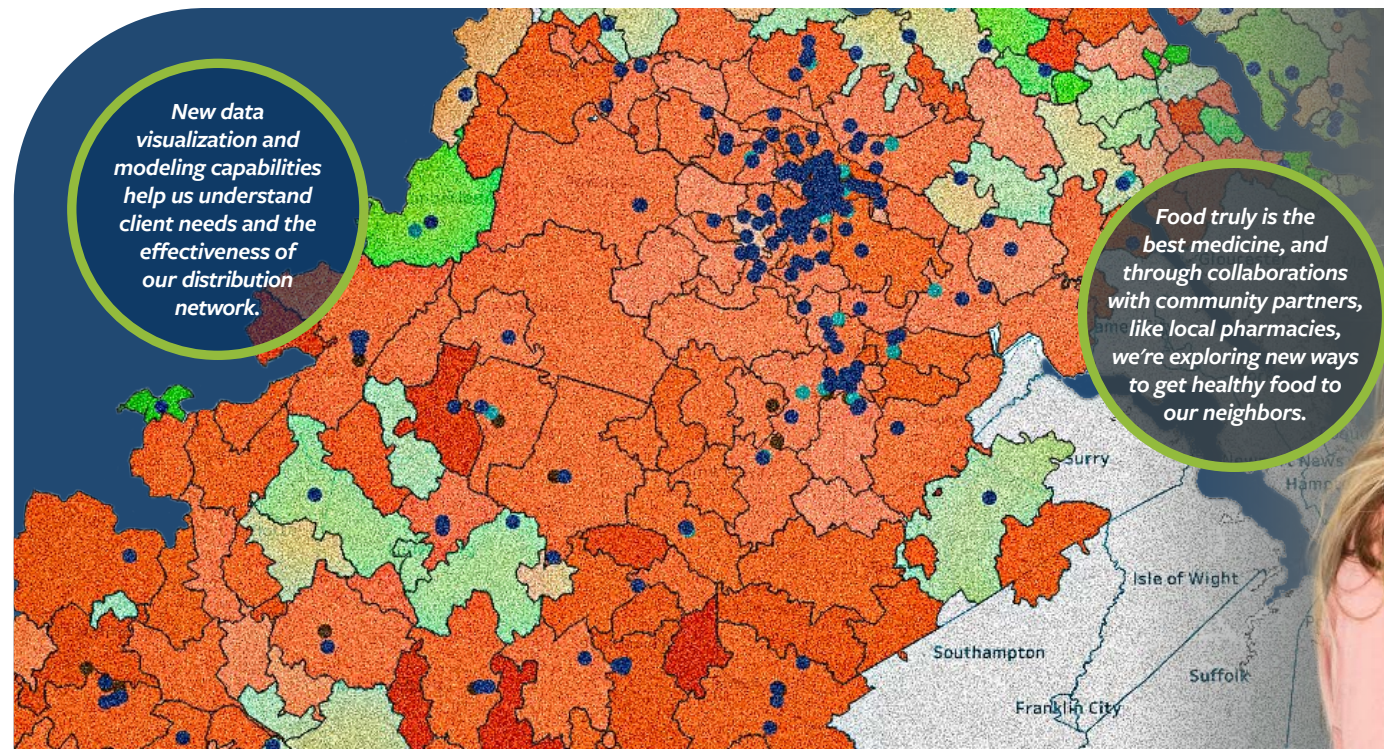 New data
visualization and
modeling capabilities
help us understand
client needs and the
effectiveness of
our distribution
network.
Food truly is the
best medicine, and
through collaborations
with community partners,
like local pharmacies,
we're exploring new ways
to get healthy food to
our neighbors.
Surry
Isle of Wight
Southampton
Suffolk
Franklin City